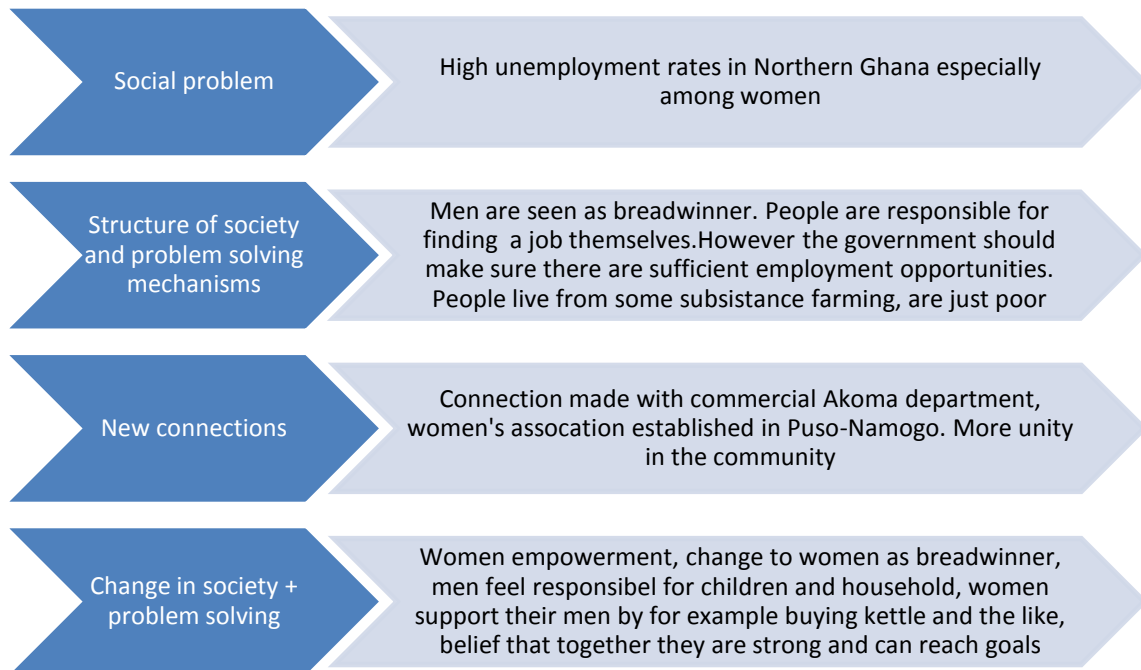 Social problem
High unemployment rates in Northern Ghana especially
among women
Structure of society
and problem solving
mechanisms
Men are seen as breadwinner. People are responsible for
finding  a job themselves.However the government should
make sure there are sufficient employment opportunities.
People live from some subsistance farming, are just poor
New connections
Connection made with commercial Akoma department,
women's assocation established in Puso-Namogo. More unity
in the community
Change in society +
problem solving
Women empowerment, change to women as breadwinner,
men feel responsibel for children and household, women
support their men by for example buying kettle and the like,
belief that together they are strong and can reach goals